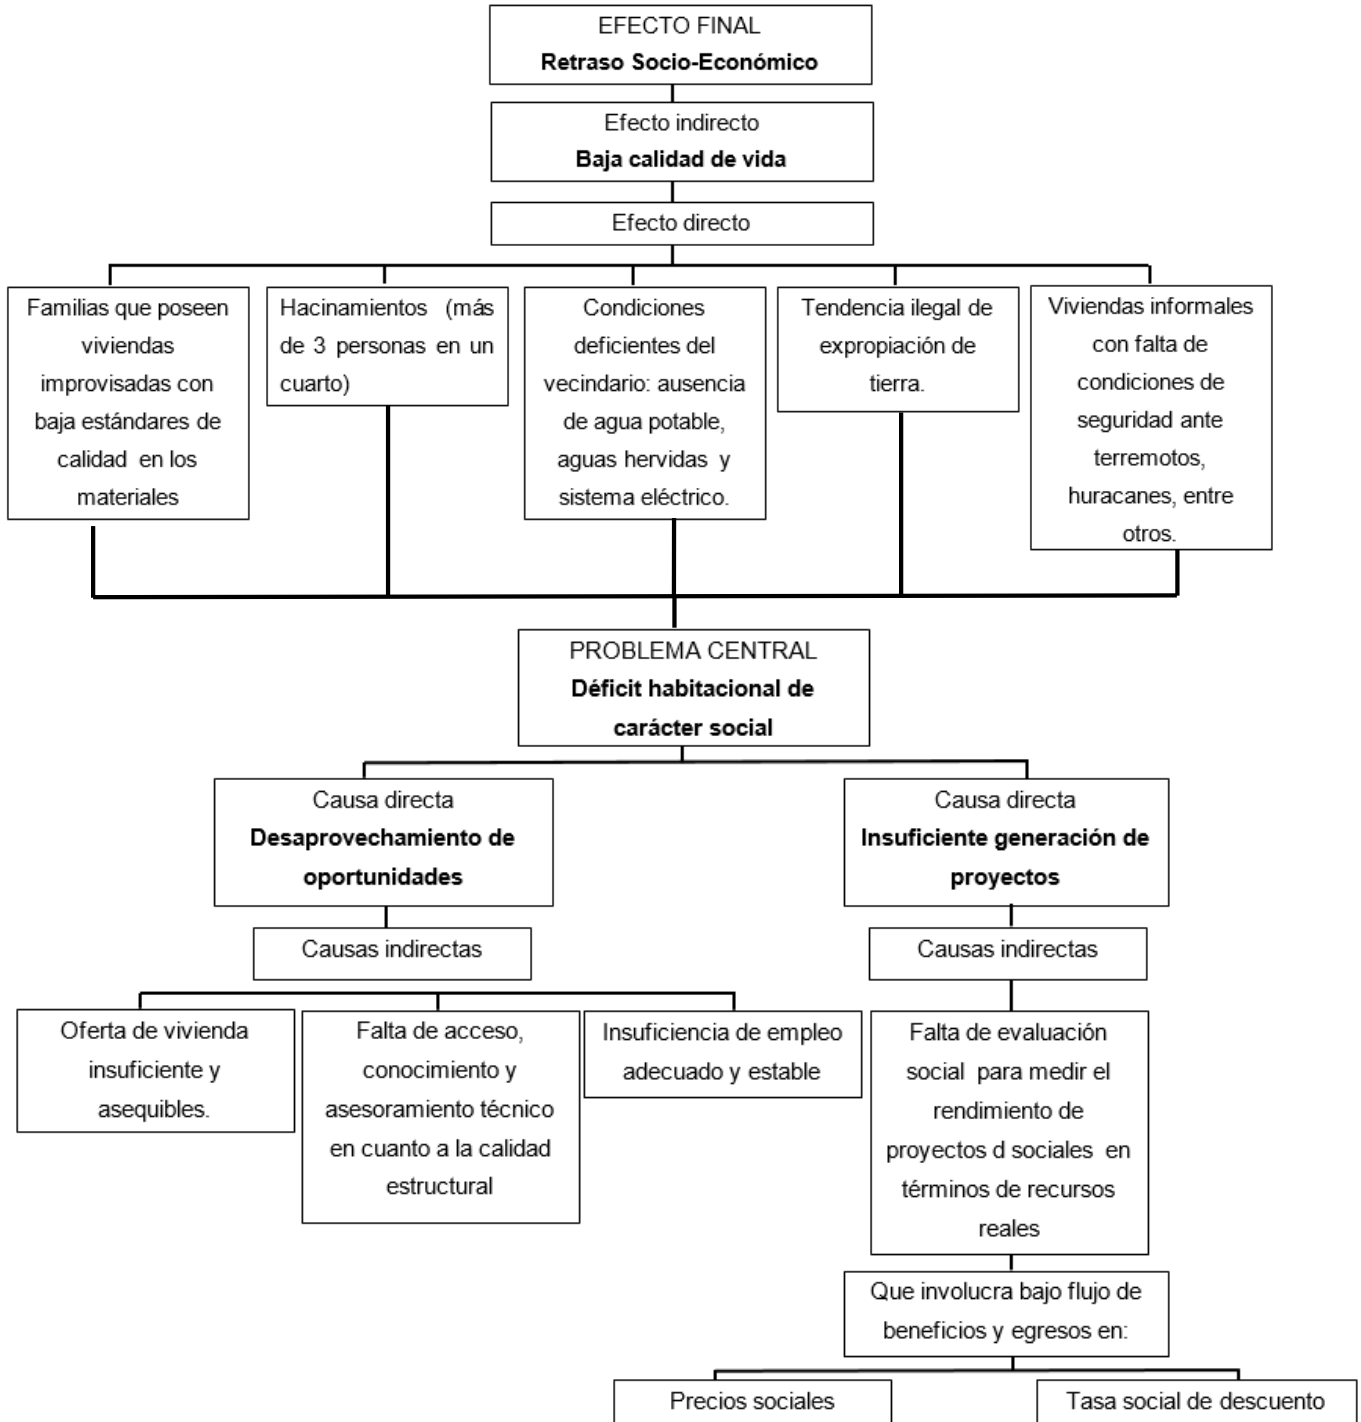 EFECTO FINAL
Retraso Socio-Económico
Efecto indirecto
Baja calidad de vida
Efecto directo
Familias que poseen
viviendas
improvisadas con
baja estándares de
calidad en los
materiales
Hacinamientos (más
de 3 personas en un
cuarto)
Condiciones
deficientes del
vecindario: ausencia
de agua potable,
aguas hervidas y
sistema eléctrico.
Tendencia ilegal de
expropiación de
tierra.
Viviendas informales
con falta de
condiciones de
seguridad ante
terremotos,
huracanes, entre
otros.
PROBLEMA CENTRAL
Déficit habitacional de
carácter social
Causa directa
Desaprovechamiento de
oportunidades
Causa directa
Insuficiente generación de
proyectos
Causas indirectas
Causas indirectas
Oferta de vivienda
insuficiente y
asequibles.
Falta de acceso,
conocimiento y
asesoramiento técnico
en cuanto a la calidad
estructural
Insuficiencia de empleo
adecuado y estable
Falta de evaluación
social para medir el
rendimiento de
proyectos d sociales en
términos de recursos
reales
Que involucra bajo flujo de
beneficios y egresos en:
Precios sociales
Tasa social de descuento